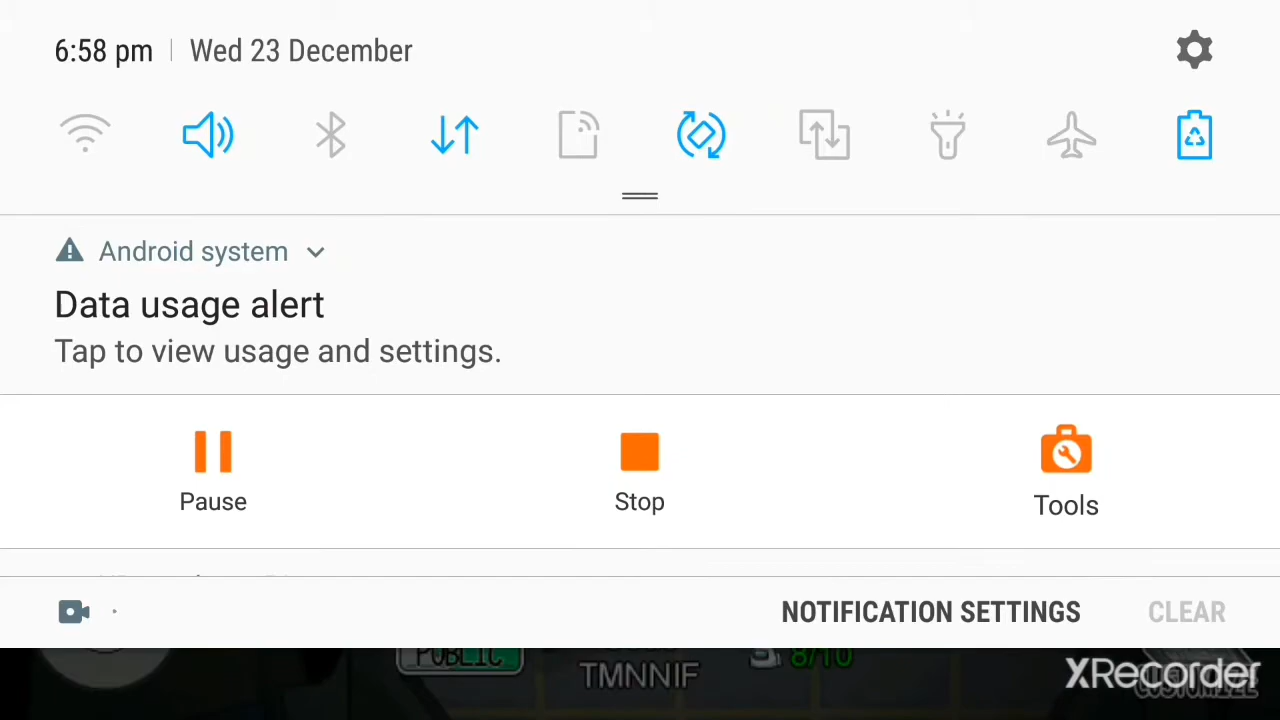 6:58 pm | Wed 23 December
Android system
Data usage alert
Tap to view usage and settings.
Pause
Stop
Tools
NOTIFICATION SETTINGS
CLEAR
PUBLIC
TMNNIF
8/10
XRecorder
CUSTOMIZE